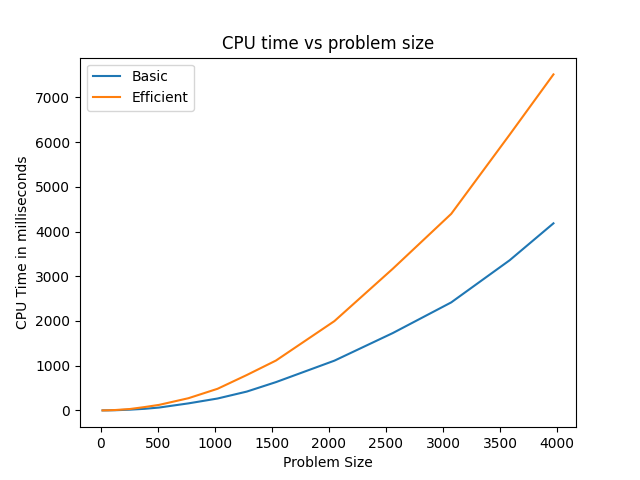 CPU time vs problem size
Basic
Efficient
CPU Time in milliseconds
7000
6000
5000
4000
3000
2000
1000
0
0 500 1000 1500 2000 2500 3000 3500 4000
Problem Size